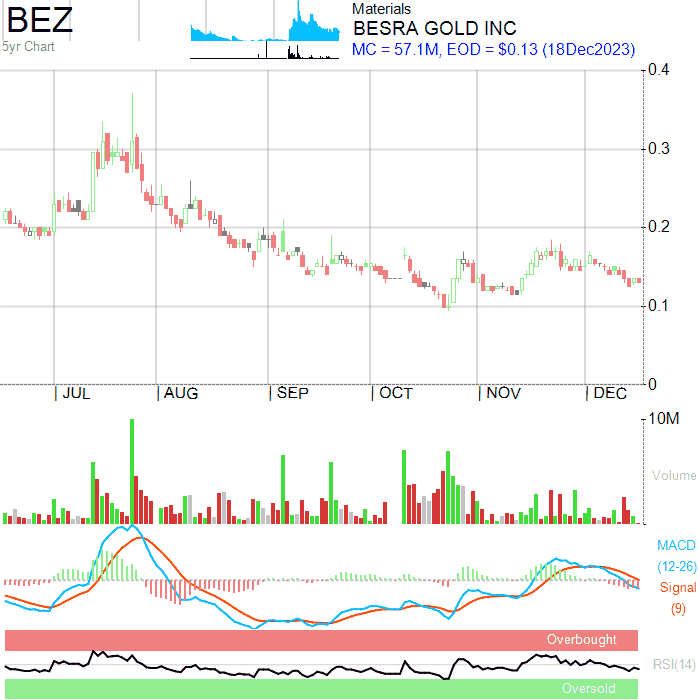 BEZ
5yr Chart
Materials
BESRA GOLD INC
MC = 57.1M, EOD = $0.13 (18Dec2023)
0.4
0.3
0.2
0.1
0
JUL AUG SEP OCT NOV DEC
10M
Volume
MACD
(12-26)
Signal
(9)
Overbought
RSI(14)
Oversold